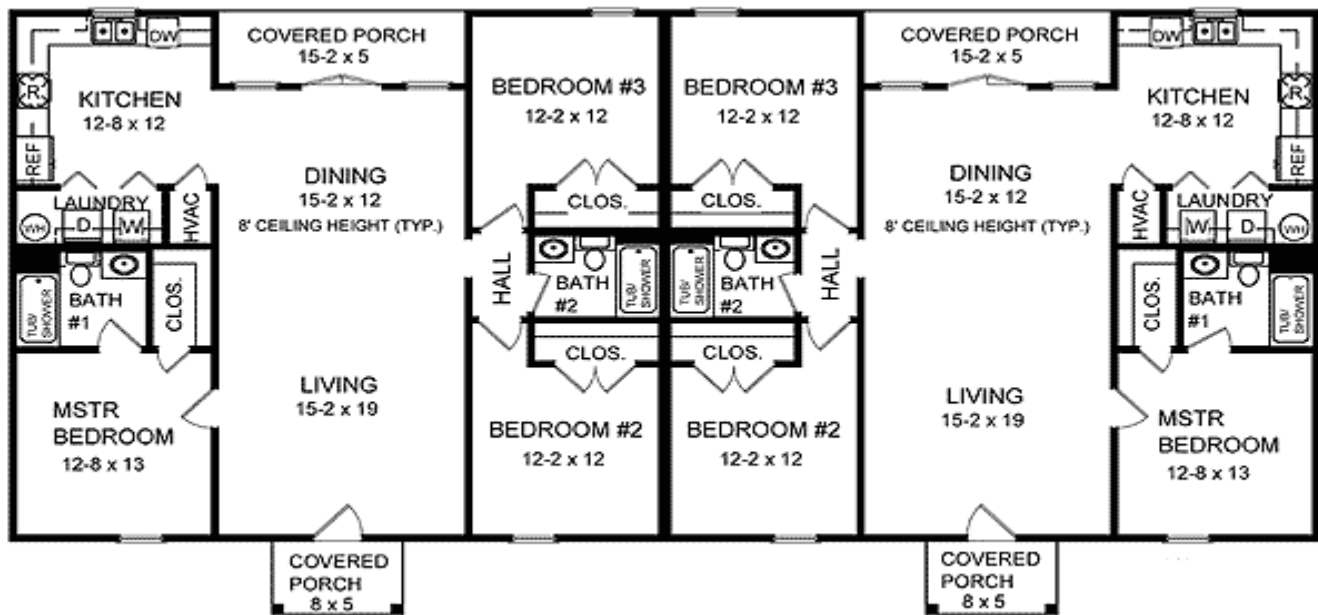 DW
COVERED PORCH
15-2 x 5
R
KITCHEN
12-8 x 12
REF
LAUNDRY
WH
D
W
HVAC
DINING
15-2 x 12
8' CEILING HEIGHT (TYP.)
BEDROOM #3
12-2 x 12
CLOS.
TUB/
SHOWER
BATH
#1
CLOS.
HALL
BATH
#2
TUB/
SHOWER
MSTR
BEDROOM
12-8 x 13
LIVING
15-2 x 19
CLOS.
BEDROOM #2
12-2 x 12
COVERED
PORCH
8 x 5
BEDROOM #3
12-2 x 12
CLOS.
COVERED PORCH
15-2 x 5
DW
R
KITCHEN
12-8 x 12
REF
DINING
15-2 x 12
8' CEILING HEIGHT (TYP.)
HVAC
LAUNDRY
W
D
WH
TUB/
SHOWER
BATH
#2
HALL
CLOS.
BATH
#1
TUB/
SHOWER
CLOS.
BEDROOM #2
12-2 x 12
LIVING
15-2 x 19
MSTR
BEDROOM
12-8 x 13
COVERED
PORCH
8 x 5